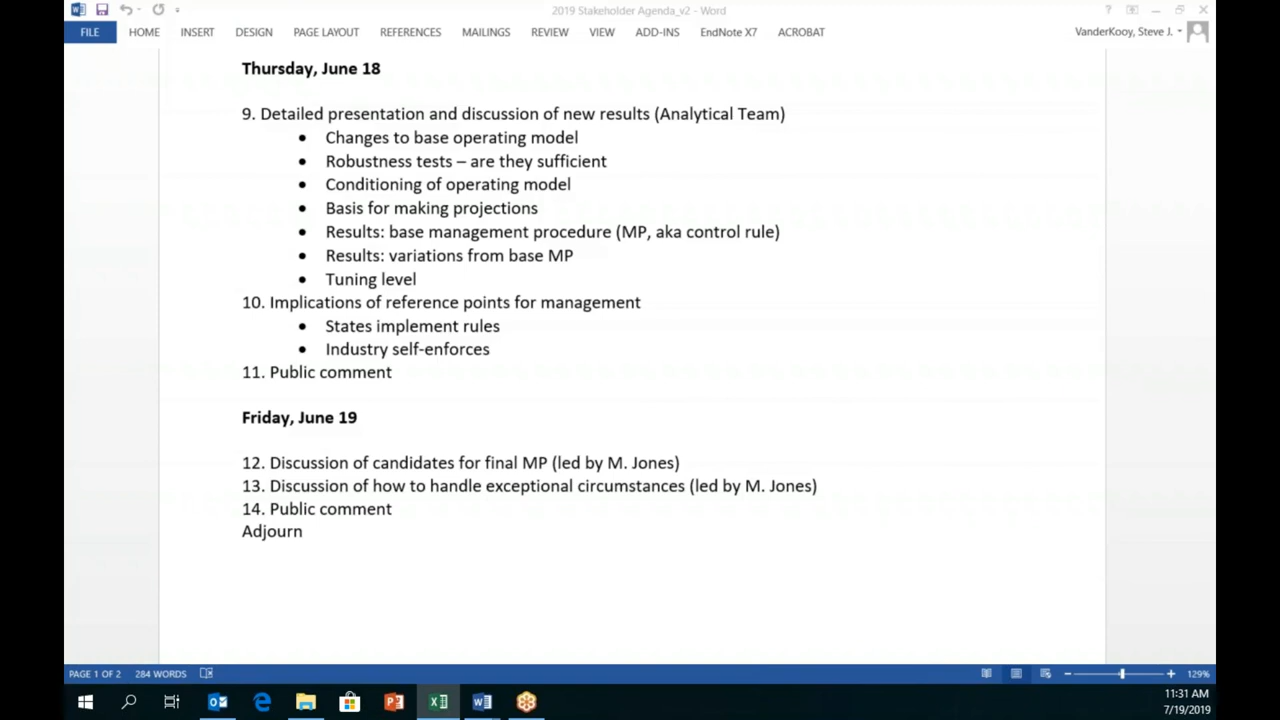 2019 Stakeholder Agenda_v2 - Word
?
FILE HOME INSERT DESIGN PAGE LAYOUT REFERENCES MAILINGS REVIEW VIEW ADD-INS EndNote X7 ACROBAT VanderKooy, Steve J.
Thursday, June 18
9. Detailed presentation and discussion of new results (Analytical Team)
• Changes to base operating model
• Robustness tests – are they sufficient
• Conditioning of operating model
• Basis for making projections
• Results: base management procedure (MP, aka control rule)
• Results: variations from base MP
• Tuning level
10. Implications of reference points for management
• States implement rules
• Industry self-enforces
11. Public comment
Friday, June 19
12. Discussion of candidates for final MP (led by M. Jones)
13. Discussion of how to handle exceptional circumstances (led by M. Jones)
14. Public comment
Adjourn
PAGE 1 OF 2 284 WORDS 129%
11:31 AM
7/19/2019